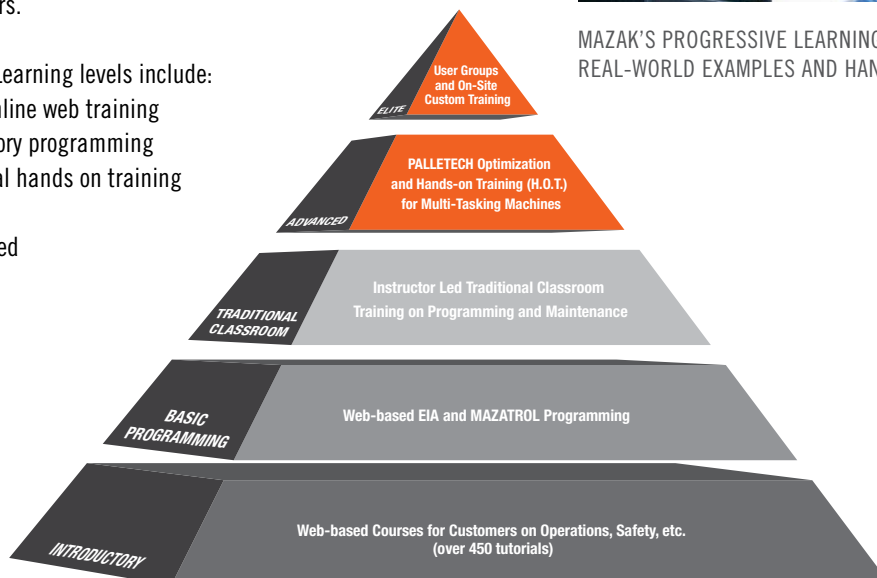 rs.
Learning levels include:
nline web training
ory programming
al hands on training
ed
MAZAK'S PROGRESSIVE LEARNING
REAL-WORLD EXAMPLES AND HAN
User Groups
and On-Site
Custom Training
ELITE
PALLETECH Optimization
and Hands-on Training (H.O.T.)
for Multi-Tasking Machines
ADVANCED
Instructor Led Traditional Classroom
Training on Programming and Maintenance
TRADITIONAL
CLASSROOM
Web-based EIA and MAZATROL Programming
BASIC
PROGRAMMING
Web-based Courses for Customers on Operations, Safety, etc.
(over 450 tutorials)
INTRODUCTORY